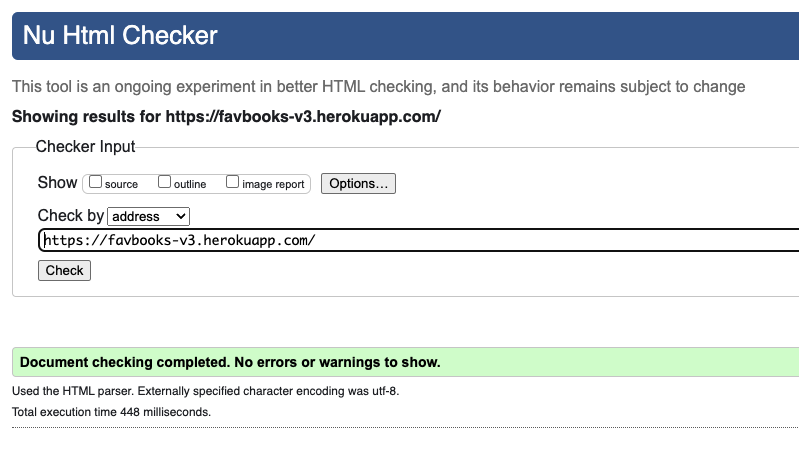 Nu Html Checker
This tool is an ongoing experiment in better HTML checking, and its behavior remains subject to change
Showing results for https://favbooks-v3.herokuapp.com/
Checker Input
Show source outline image report Options...
Check by address
https://favbooks-v3.herokuapp.com/
Check
Document checking completed. No errors or warnings to show.
Used the HTML parser. Externally specified character encoding was utf-8.
Total execution time 448 milliseconds.